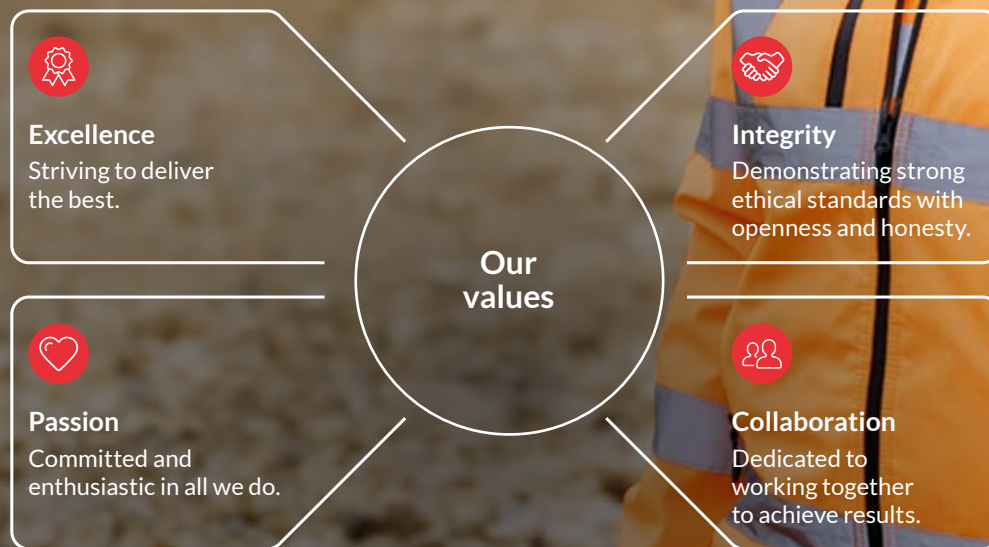 Excellence
Striving to deliver
the best.
Integrity
Demonstrating strong
ethical standards with
openness and honesty.
Our
values
Passion
Committed and
enthusiastic in all we do.
Collaboration
Dedicated to
working together
to achieve results.